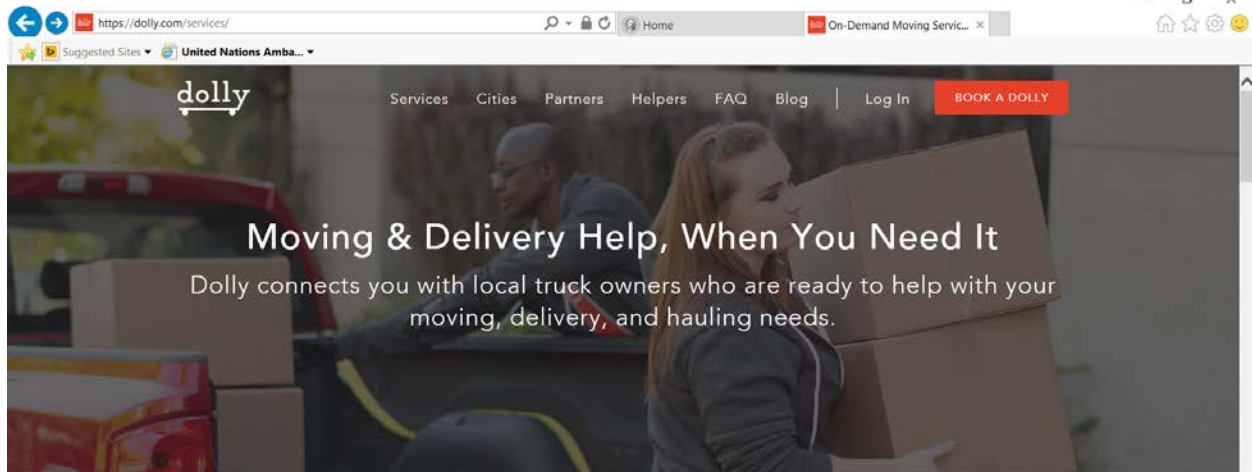 https://dolly.com/services/
Home
On-Demand Moving Servic...
Suggested Sites
United Nations Amba...
dolly
Services Cities Partners Helpers FAQ Blog | Log In BOOK A DOLLY
Moving & Delivery Help, When You Need It
Dolly connects you with local truck owners who are ready to help with your
moving, delivery, and hauling needs.